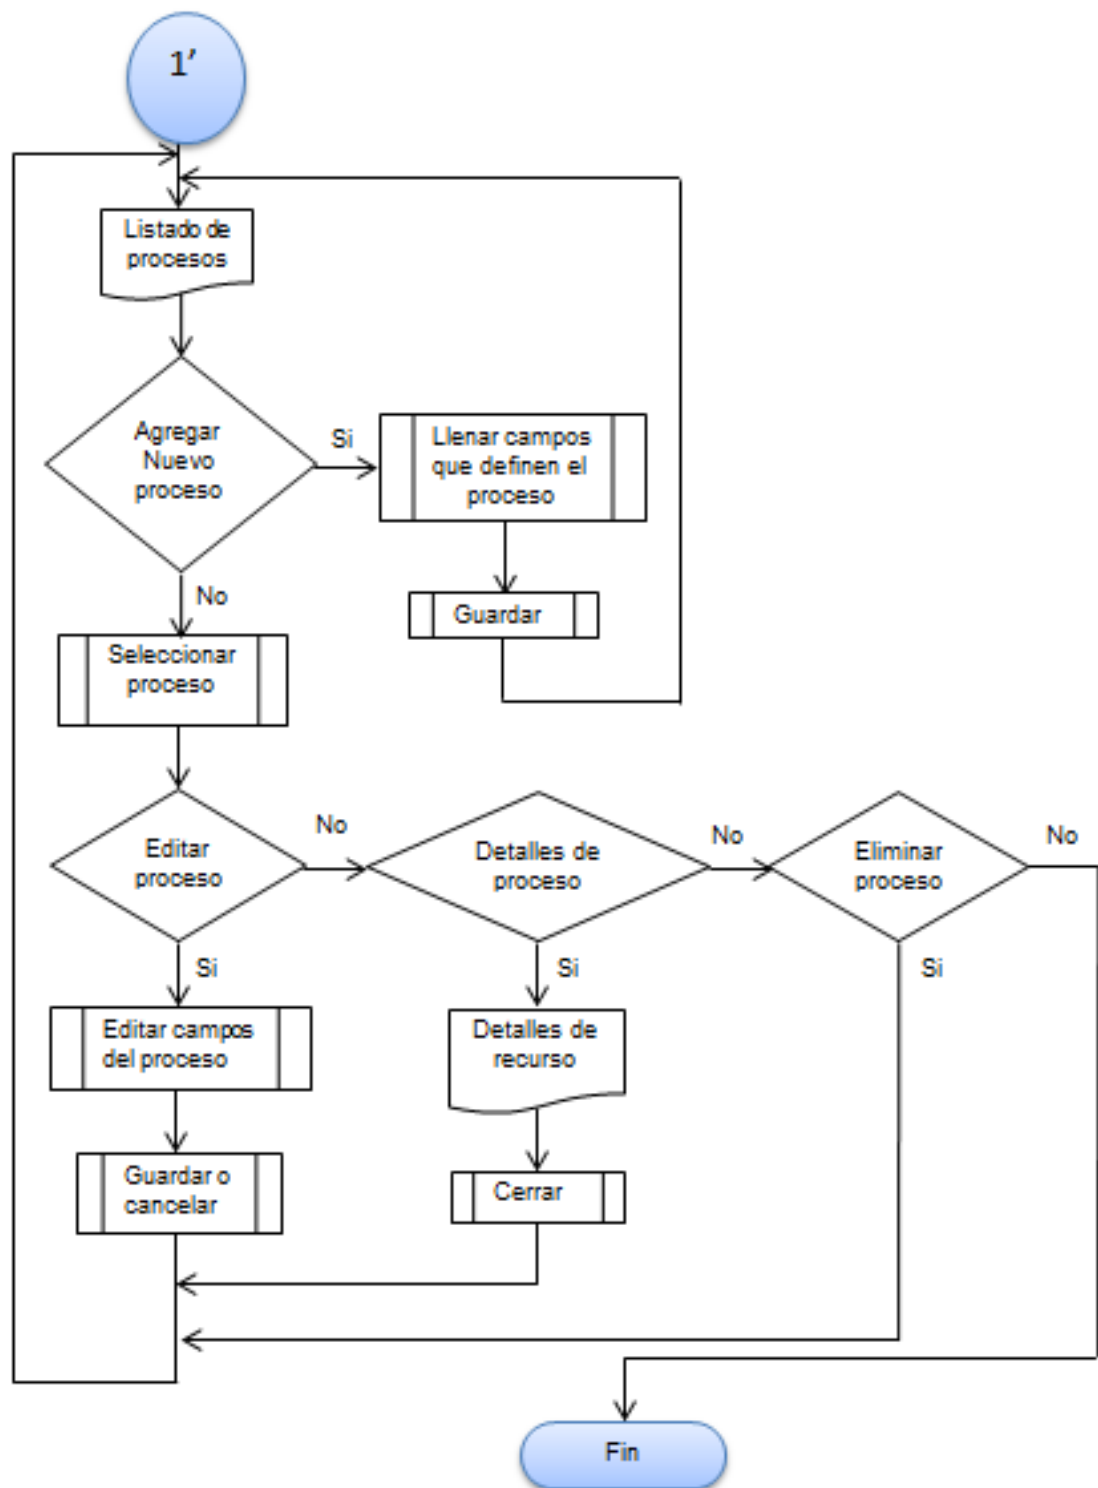 1’
Listado de
procesos
Agregar
Nuevo
proceso
Si
Llenar campos
que definen el
proceso
No
Guardar
Seleccionar
proceso
Editar
proceso
No
Detalles de
proceso
No
Eliminar
proceso
No
Si
Si
Si
Editar campos
del proceso
Detalles de
recurso
Guardar o
cancelar
Cerrar
Fin